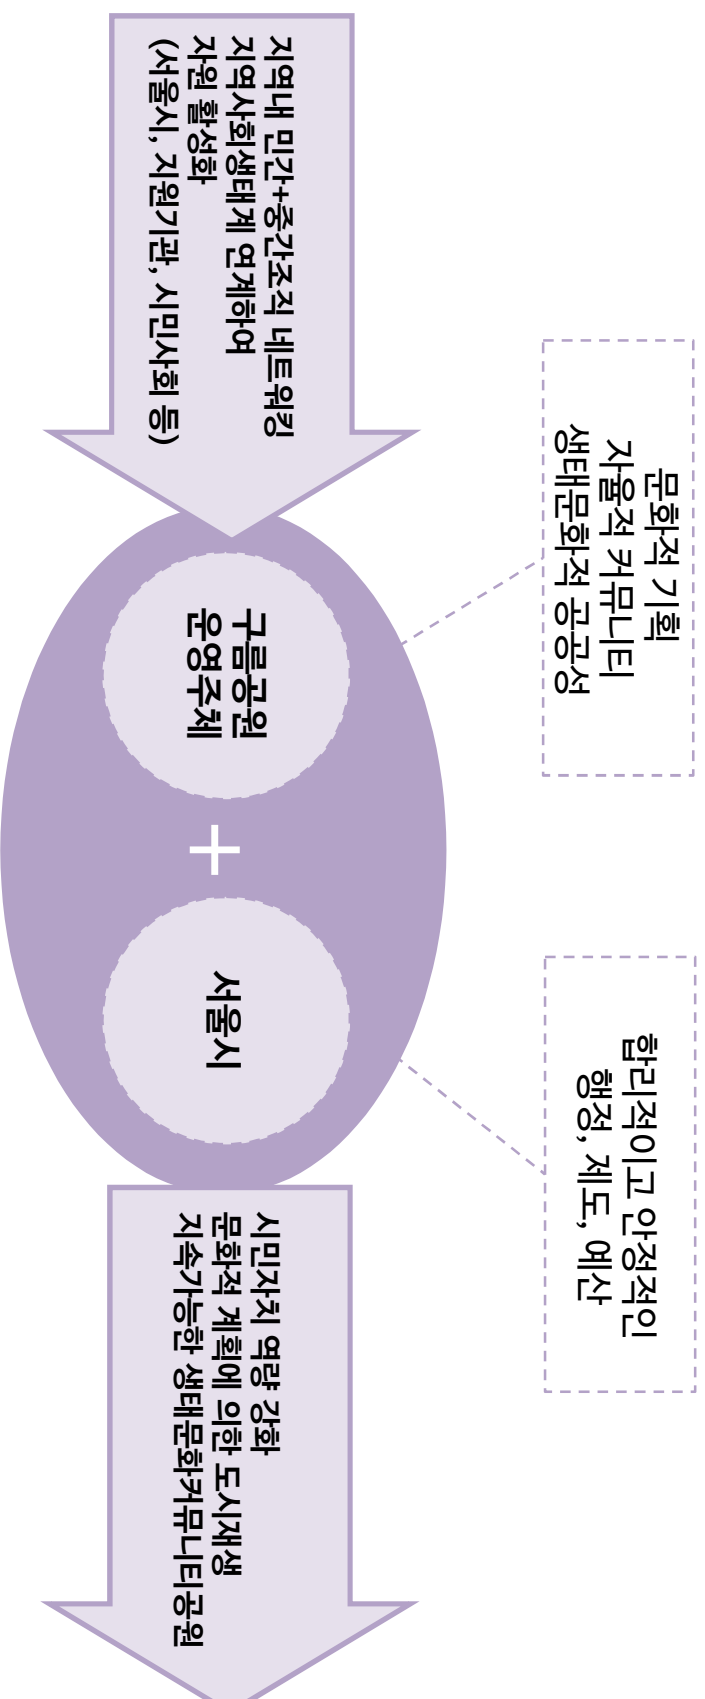 문화적 기획
자율적 커뮤니티
생태문화적 공공성
합리적이고 안정적인
행정, 제도, 예산
지역내 민간+중간조직 네트워킹
지역사회생태계 연계하여
자원 활성화
(서울시, 지원기관, 시민사회 등)
구름공원
운영주체
+
서울시
시민자치 역량 강화
문화적 계획에 의한 도시재생
지속가능한 생태문화커뮤니티공원